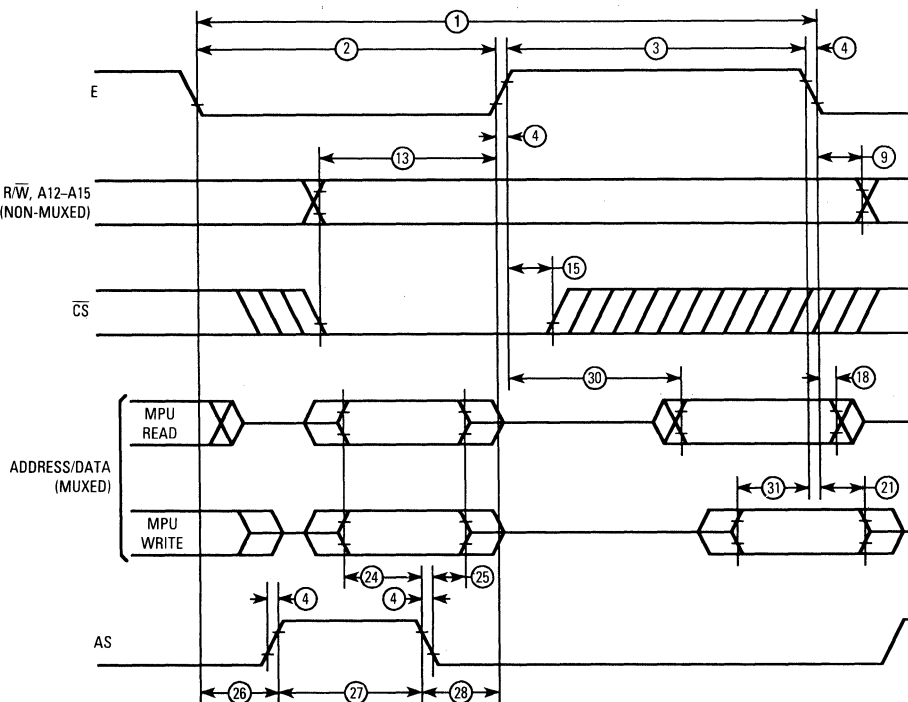 1
2
3
4
E
4
13
9
R/W̅, A12–A15
(NON-MUXED)
15
C̅S̅
30
18
MPU
READ
ADDRESS/DATA
(MUXED)
31
21
MPU
WRITE
24
25
4
4
AS
26
27
28